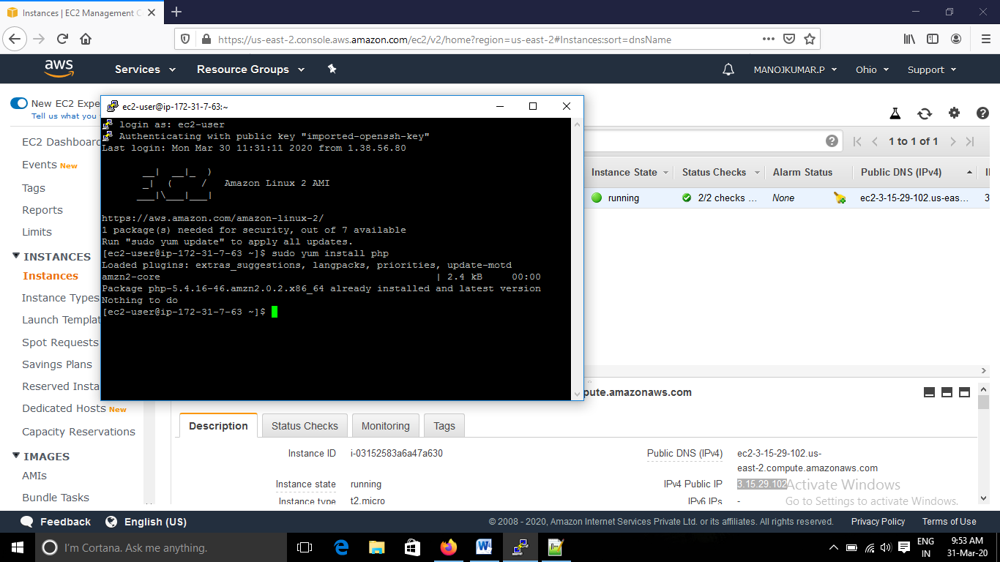 Instances | EC2 Management C
https://us-east-2.console.aws.amazon.com/ec2/v2/home?region=us-east-2#Instances:sort=dnsName
aws
Services
Resource Groups
MANOJKUMAR.P
Ohio
Support
New EC2 Expe
Tell us what you
EC2 Dashboard
Events New
Tags
Reports
Limits
INSTANCES
Instances
Instance Types
Launch Templat
Spot Requests
Savings Plans
Reserved Insta
Dedicated Hosts New
Capacity Reservations
IMAGES
AMIs
Bundle Tasks
ec2-user@ip-172-31-7-63:~
login as: ec2-user
Authenticating with public key "imported-openssh-key"
Last login: Mon Mar 30 11:31:11 2020 from 1.38.56.80
__|  __|_  )
_|  (     /   Amazon Linux 2 AMI
___|\___|___|
https://aws.amazon.com/amazon-linux-2/
1 package(s) needed for security, out of 7 available
Run "sudo yum update" to apply all updates.
[ec2-user@ip-172-31-7-63 ~]$ sudo yum install php
Loaded plugins: extras_suggestions, langpacks, priorities, update-motd
amzn2-core | 2.4 kB 00:00
Package php-5.4.16-46.amzn2.0.2.x86_64 already installed and latest version
Nothing to do
[ec2-user@ip-172-31-7-63 ~]$
1 to 1 of 1
Instance State
Status Checks
Alarm Status
Public DNS (IPv4)
running
2/2 checks ...
None
ec2-3-15-29-102.us-eas...
3
pute.amazonaws.com
Description
Status Checks
Monitoring
Tags
Instance ID i-03152583a6a47a630
Public DNS (IPv4) ec2-3-15-29-102.us-
east-2.compute.amazonaws.com
Instance state running
IPv4 Public IP 3.15.29.102
Instance type t2.micro
IPv6 IPs -
Activate Windows
Go to Settings to activate Windows.
Feedback
English (US)
© 2008 - 2020, Amazon Internet Services Private Ltd. or its affiliates. All rights reserved.
Privacy Policy
Terms of Use
I'm Cortana. Ask me anything.
ENG
IN
9:53 AM
31-Mar-20